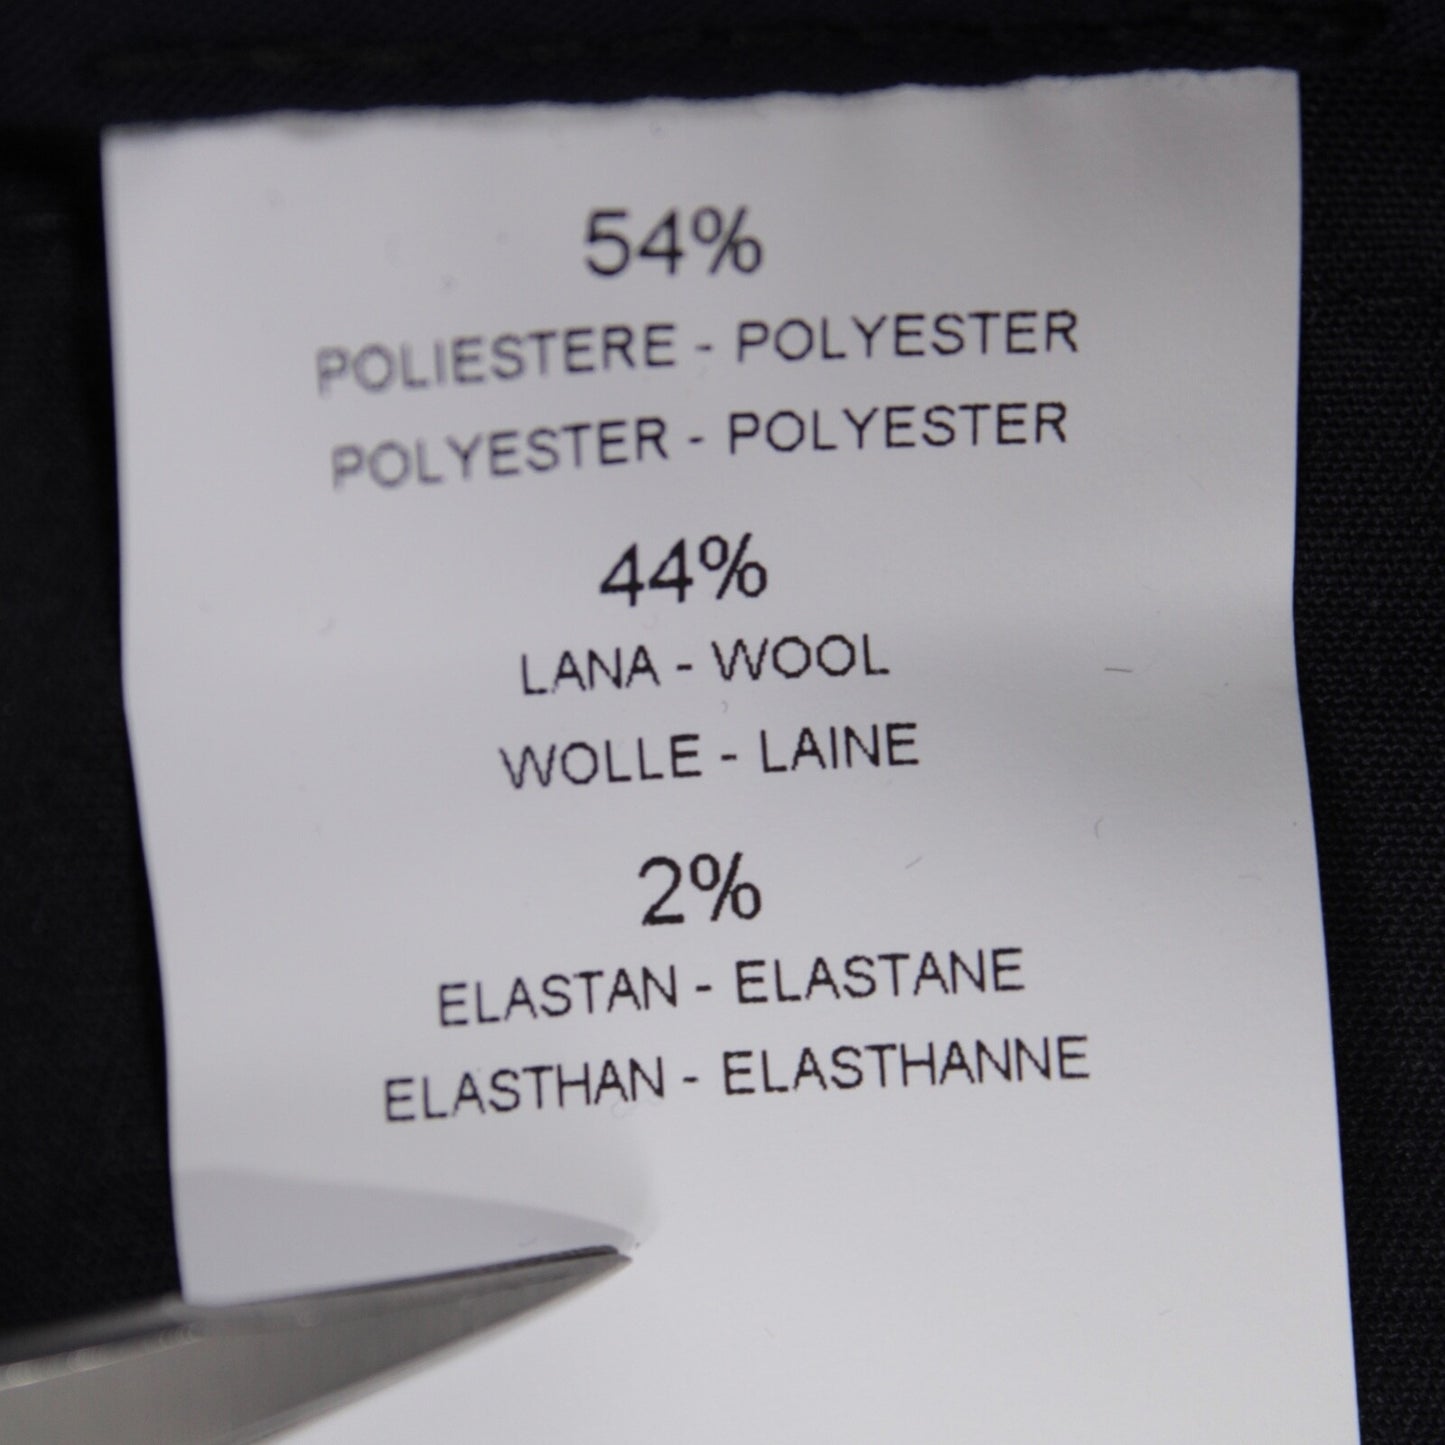 54%
POLIESTERE - POLYESTER
POLYESTER - POLYESTER
44%
LANA - WOOL
WOLLE - LAINE
2%
ELASTAN - ELASTANE
ELASTHAN - ELASTHANNE